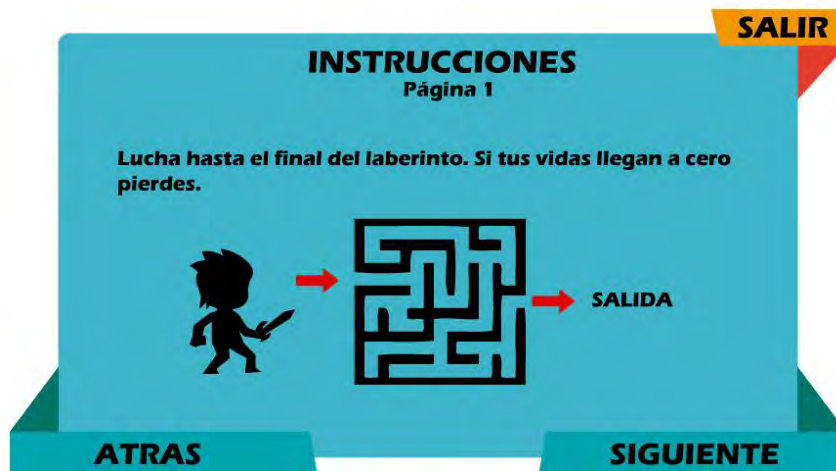 SALIR
INSTRUCCIONES
Página 1
Lucha hasta el final del laberinto. Si tus vidas llegan a cero
pierdes.
SALIDA
ATRAS
SIGUIENTE